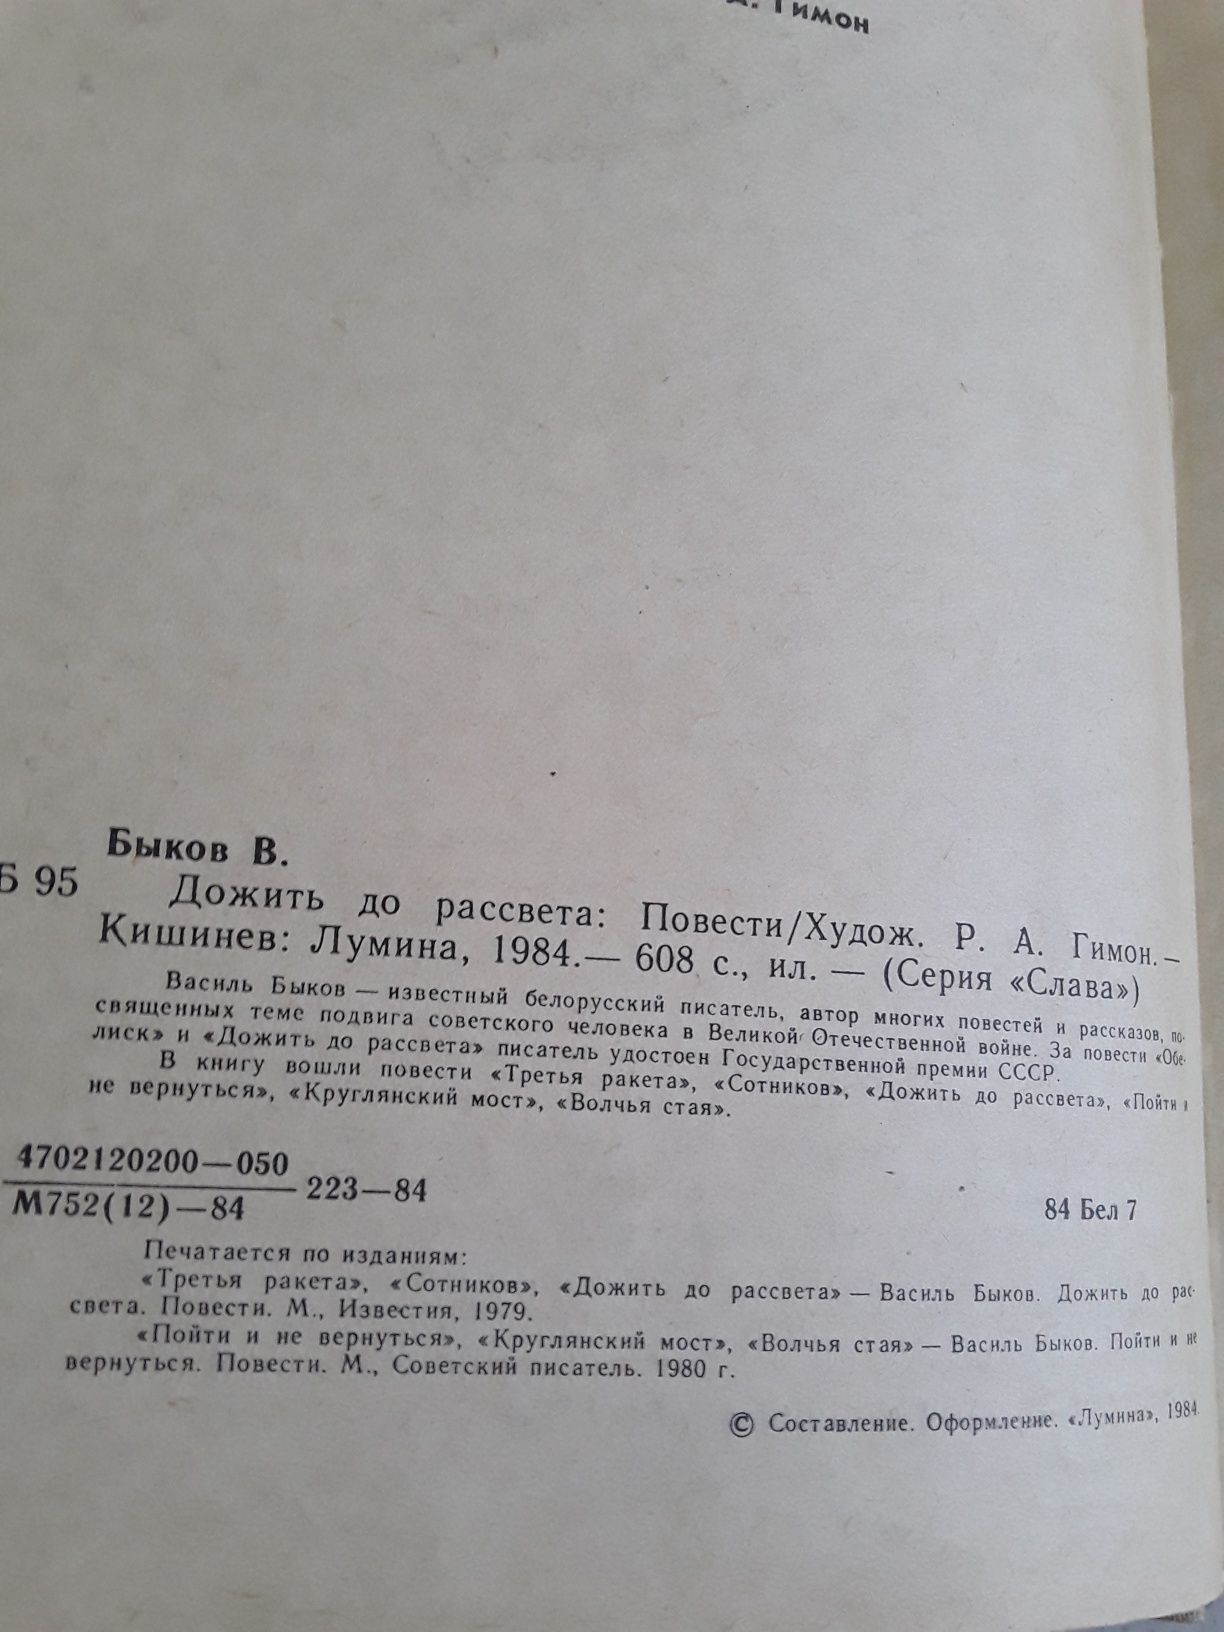 Гимон
Быков В.
Б 95
Дожить до рассвета: Повести/Худож. Р. А. Гимон.—
Кишинев: Лумина, 1984.— 608 с., ил. — (Серия «Слава»)
Василь Быков — известный белорусский писатель, автор многих повестей и рассказов, по-
священных теме подвига советского человека в Великой Отечественной войне. За повести «Обе-
лиск» и «Дожить до рассвета» писатель удостоен Государственной премии СССР.
В книгу вошли повести «Третья ракета», «Сотников», «Дожить до рассвета», «Пойти и
не вернуться», «Круглянский мост», «Волчья стая».
4702120200—050
М752(12)—84
223—84
84 Бел 7
Печатается по изданиям:
«Третья ракета», «Сотников», «Дожить до рассвета» — Василь Быков. Дожить до рас-
света. Повести. М., Известия, 1979.
«Пойти и не вернуться», «Круглянский мост», «Волчья стая» — Василь Быков. Пойти и не
вернуться. Повести. М., Советский писатель. 1980 г.
© Составление. Оформление. «Лумина», 1984.